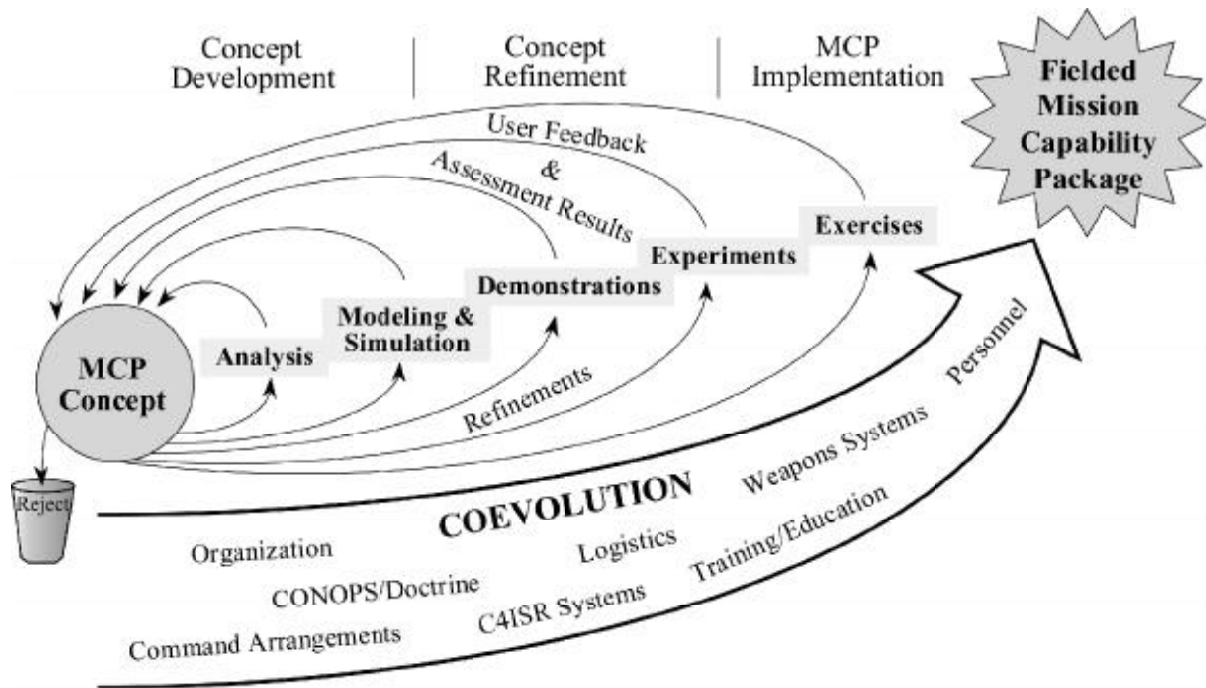 Concept
Development
Concept
Refinement
MCP
Implementation
Fielded
Mission
Capability
Package
User Feedback
&
Assessment Results
Exercises
Experiments
Demonstrations
Modeling &
Simulation
Analysis
MCP
Concept
Refinements
Reject
COEVOLUTION
Personnel
Weapons Systems
Organization
Logistics
Training/Education
CONOPS/Doctrine
C4ISR Systems
Command Arrangements